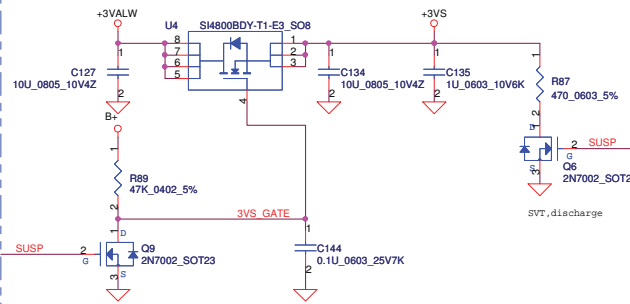 +3VALW
U4
SI4800BDY-T1-E3_SO8
+3VS
8
7
6
5
1
2
3
4
1
C127
10U_0805_10V4Z
2
1
C134
10U_0805_10V4Z
2
1
C135
1U_0603_10V6K
2
1
R87
470_0603_5%
2
1
D
2
SUSP
G
S
3
Q6
2N7002_SOT2
SVT,discharge
B+
1
R89
47K_0402_5%
2
3VS_GATE
1
D
SUSP
2
G
Q9
2N7002_SOT23
S
3
1
C144
0.1U_0603_25V7K
2